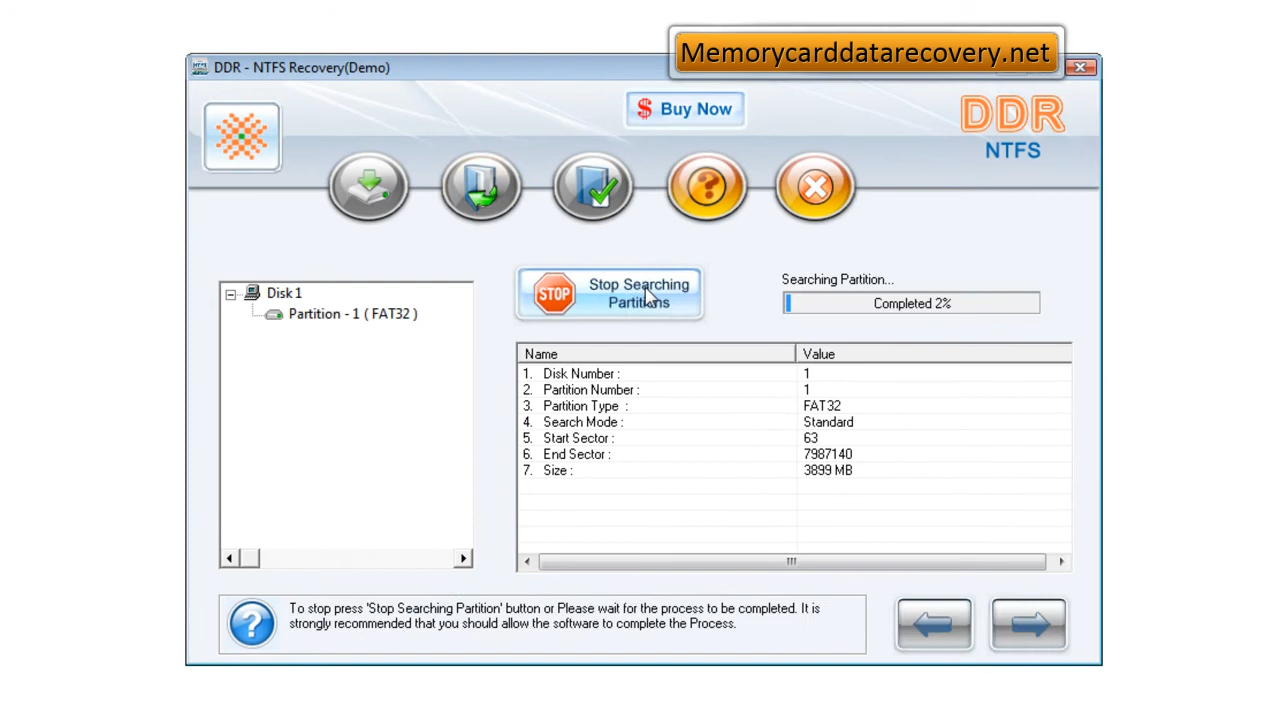 Memorycarddatarecovery.net
DDR - NTFS Recovery(Demo)
$ Buy Now
DDR
NTFS
Disk 1
Partition - 1 ( FAT32 )
STOP
Stop Searching
Partitions
Searching Partition...
Completed 2%
Name Value
1. Disk Number : 1
2. Partition Number : 1
3. Partition Type : FAT32
4. Search Mode : Standard
5. Start Sector : 63
6. End Sector : 7987140
7. Size : 3899 MB
To stop press 'Stop Searching Partition' button or Please wait for the process to be completed. It is
strongly recommended that you should allow the software to complete the Process.